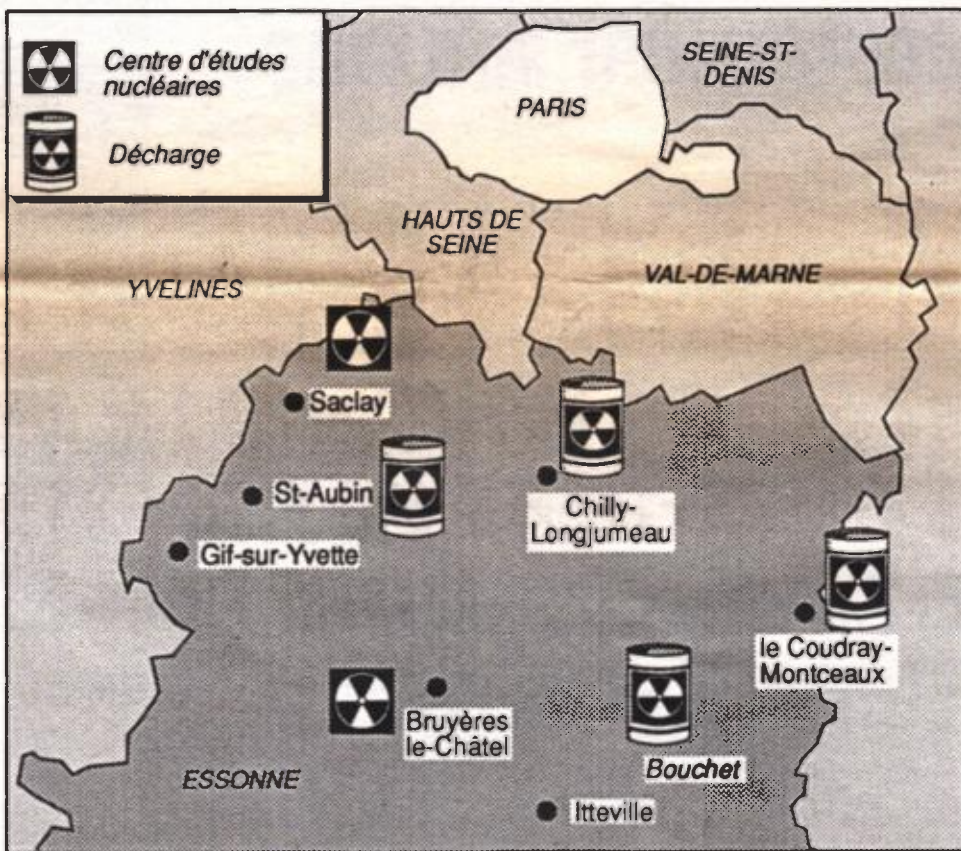 Centre d'études
nucléaires
Décharge
SEINE-ST-
DENIS
PARIS
HAUTS DE
SEINE
VAL-DE-MARNE
YVELINES
Saclay
St-Aubin
Chilly-
Longjumeau
Gif-sur-Yvette
le Coudray-
Montceaux
Bruyères
le-Châtel
Bouchet
ESSONNE
Itteville